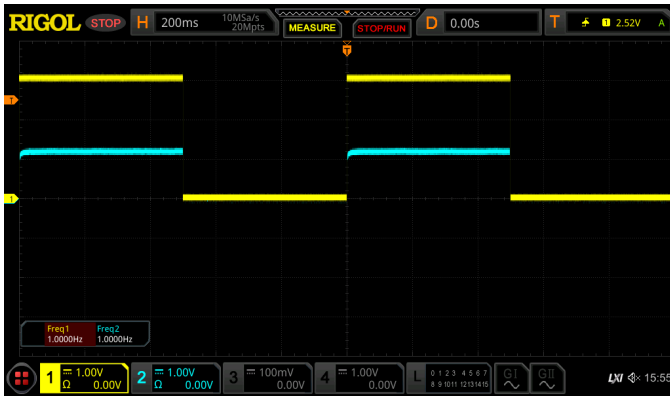 RIGOL STOP H 200ms 10MSa/s 20Mpts MEASURE STOP/RUN D 0.00s T 1 2.52V A
T
T
1
Freq1 Freq2
1.0000Hz 1.0000Hz
1 1.00V Ω 0.00V 2 1.00V Ω 0.00V 3 100mV 0.00V 4 1.00V 0.00V L 0 1 2 3 4 5 6 7 8 9 10 11 12 13 14 15 GI GII LXI 15:55